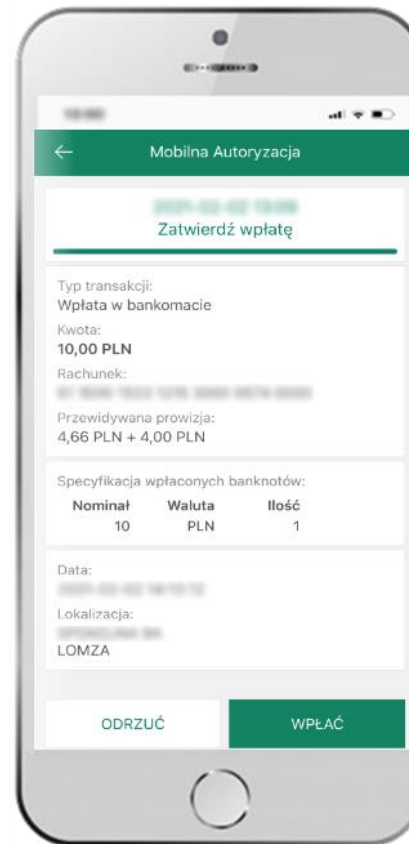 Mobilna Autoryzacja
Zatwierdź wpłatę
Typ transakcji:
Wpłata w bankomacie
Kwota:
10,00 PLN
Rachunek:
Przewidywana prowizja:
4,66 PLN + 4,00 PLN
Specyfikacja wpłaconych banknotów:
Nominał Waluta Ilość
10 PLN 1
Data:
Lokalizacja:
LOMZA
ODRZUĆ WPŁAĆ